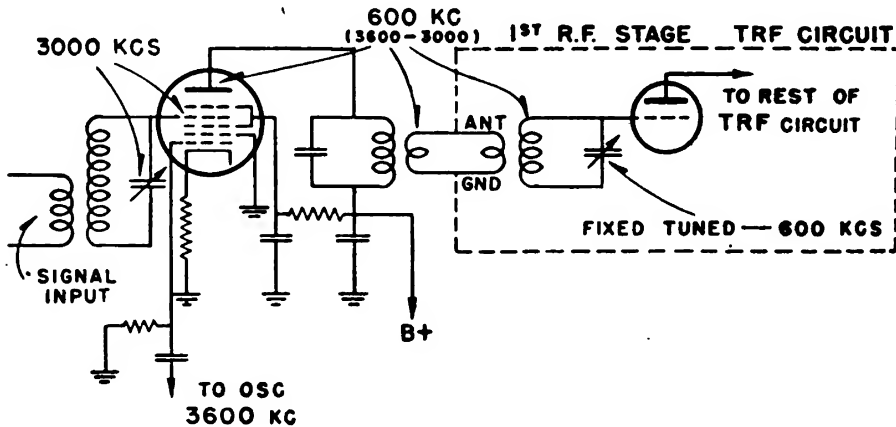 600 KC
(3600-3000)
3000 KCS
1ST R.F. STAGE TRF CIRCUIT
TO REST OF
TRF CIRCUIT
ANT
GND
FIXED TUNED — 600 KCS
SIGNAL
INPUT
B+
TO OSC
3600 KC